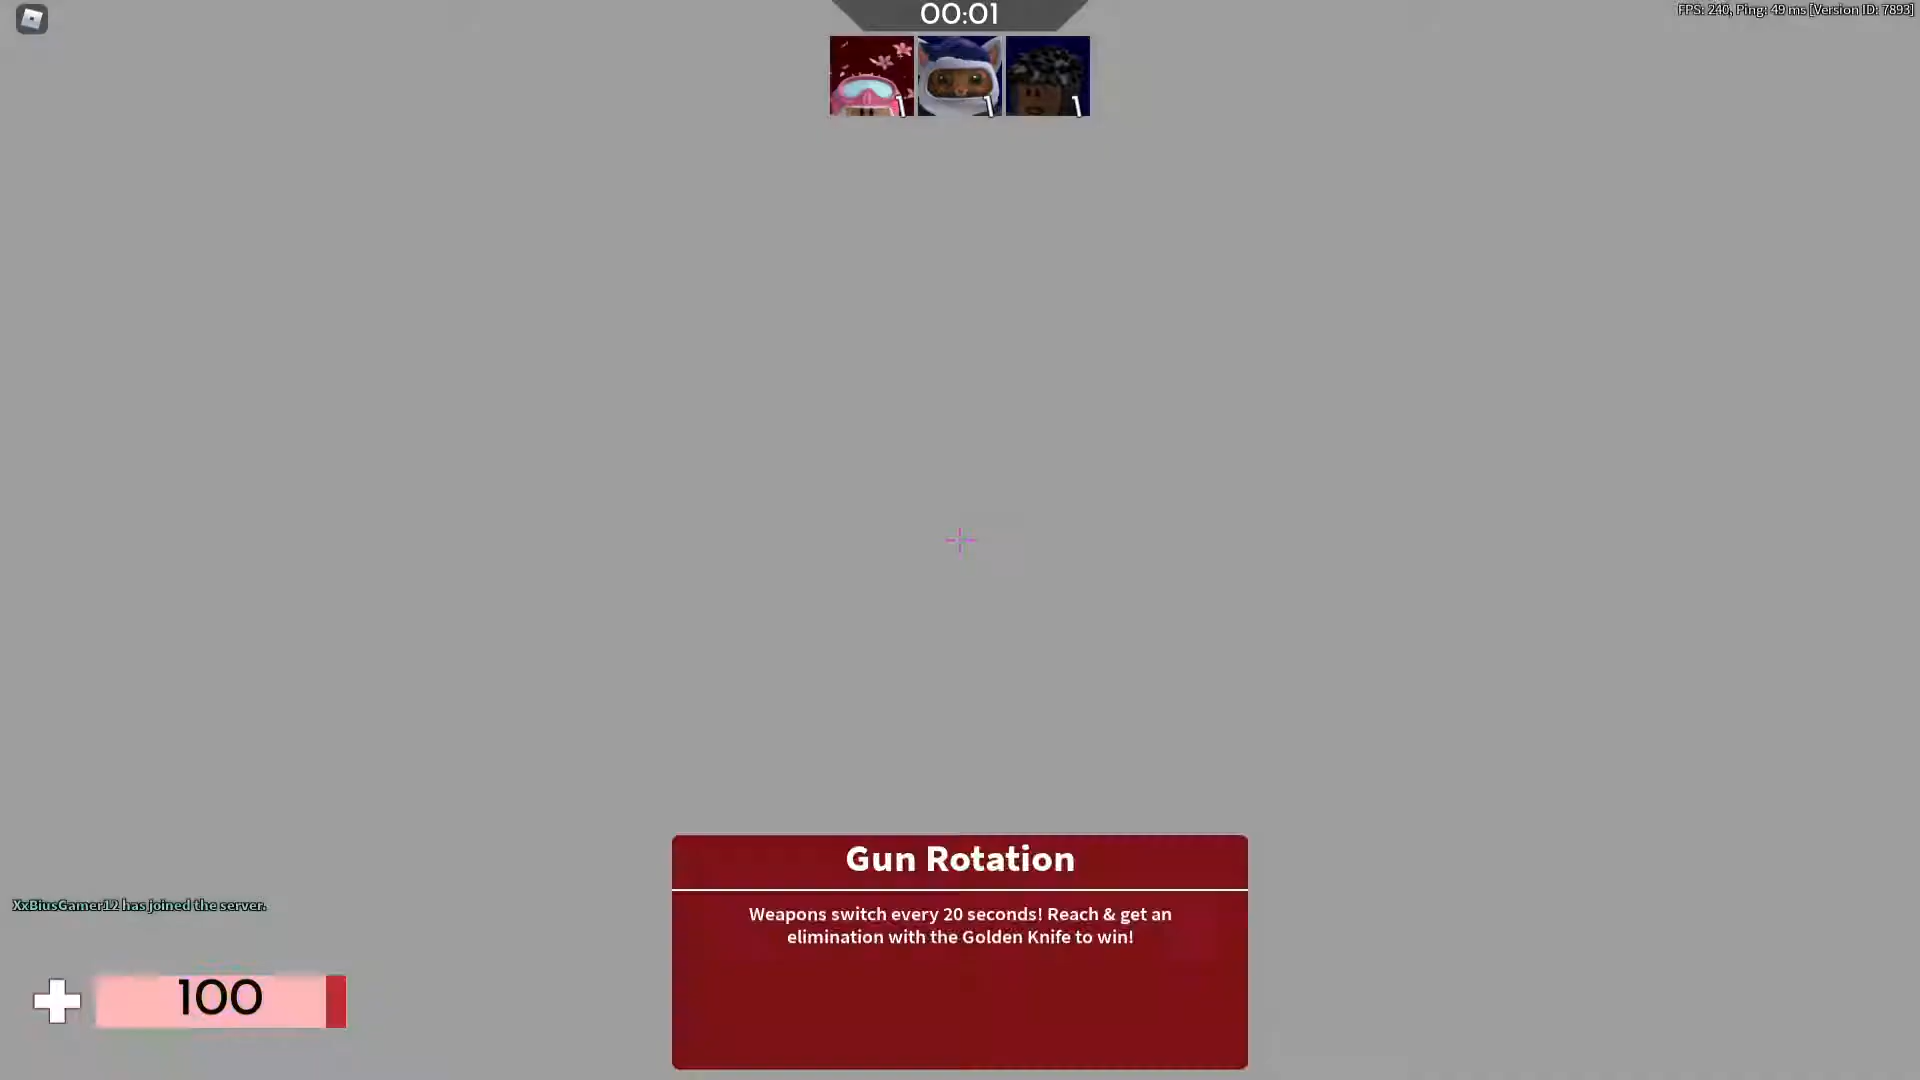 00:01
FPS: 240, Ping: 49 ms [Version ID: 7893]
1
1
1
Gun Rotation
Weapons switch every 20 seconds! Reach & get an
elimination with the Golden Knife to win!
XxBiusGamer12 has joined the server.
100